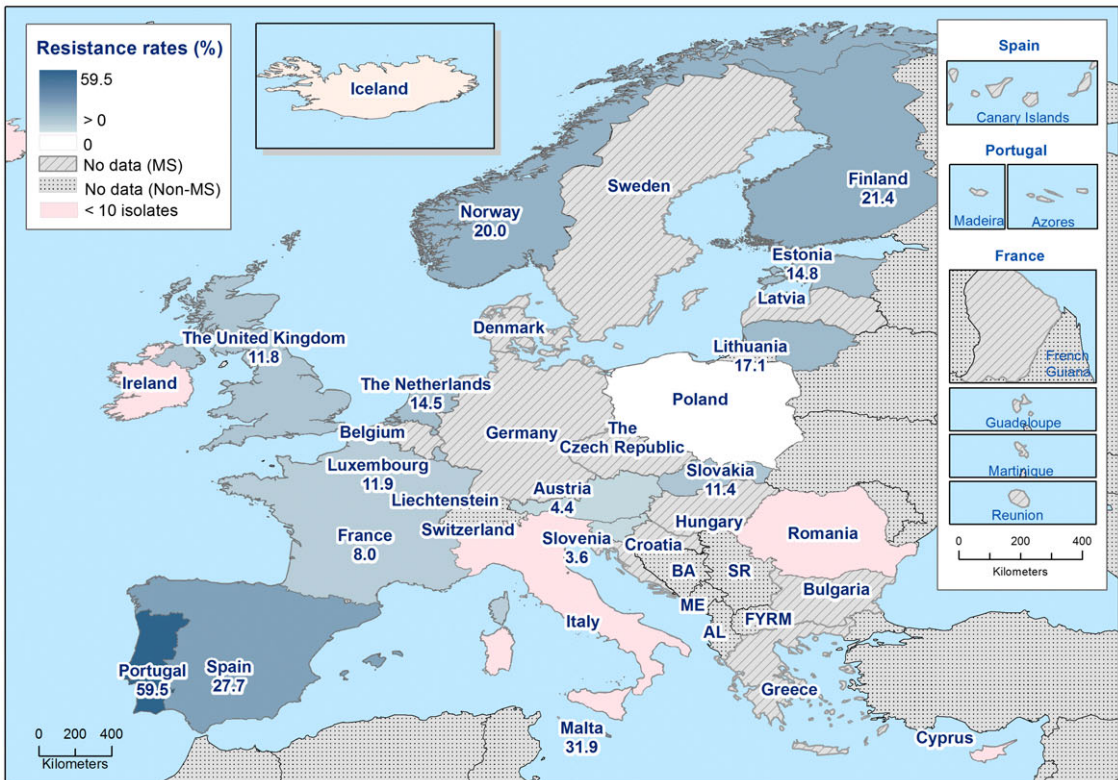 Resistance rates (%)
59.5
> 0
0
No data (MS)
No data (Non-MS)
< 10 isolates
Iceland
Spain
Canary Islands
Portugal
Madeira
Azores
France
French
Guiana
Guadeloupe
Martinique
Reunion
0 200 400
Kilometers
Norway
20.0
Sweden
Finland
21.4
Estonia
14.8
Latvia
Lithuania
17.1
Denmark
The United Kingdom
11.8
Ireland
The Netherlands
14.5
Belgium
Germany
Poland
The
Czech Republic
Luxembourg
11.9
Liechtenstein
Slovakia
11.4
Austria
4.4
Switzerland
Hungary
Romania
France
8.0
Slovenia
3.6
Croatia
BA
SR
Bulgaria
ME
FYRM
AL
Italy
Greece
Portugal
59.5
Spain
27.7
Malta
31.9
Cyprus
0 200 400
Kilometers